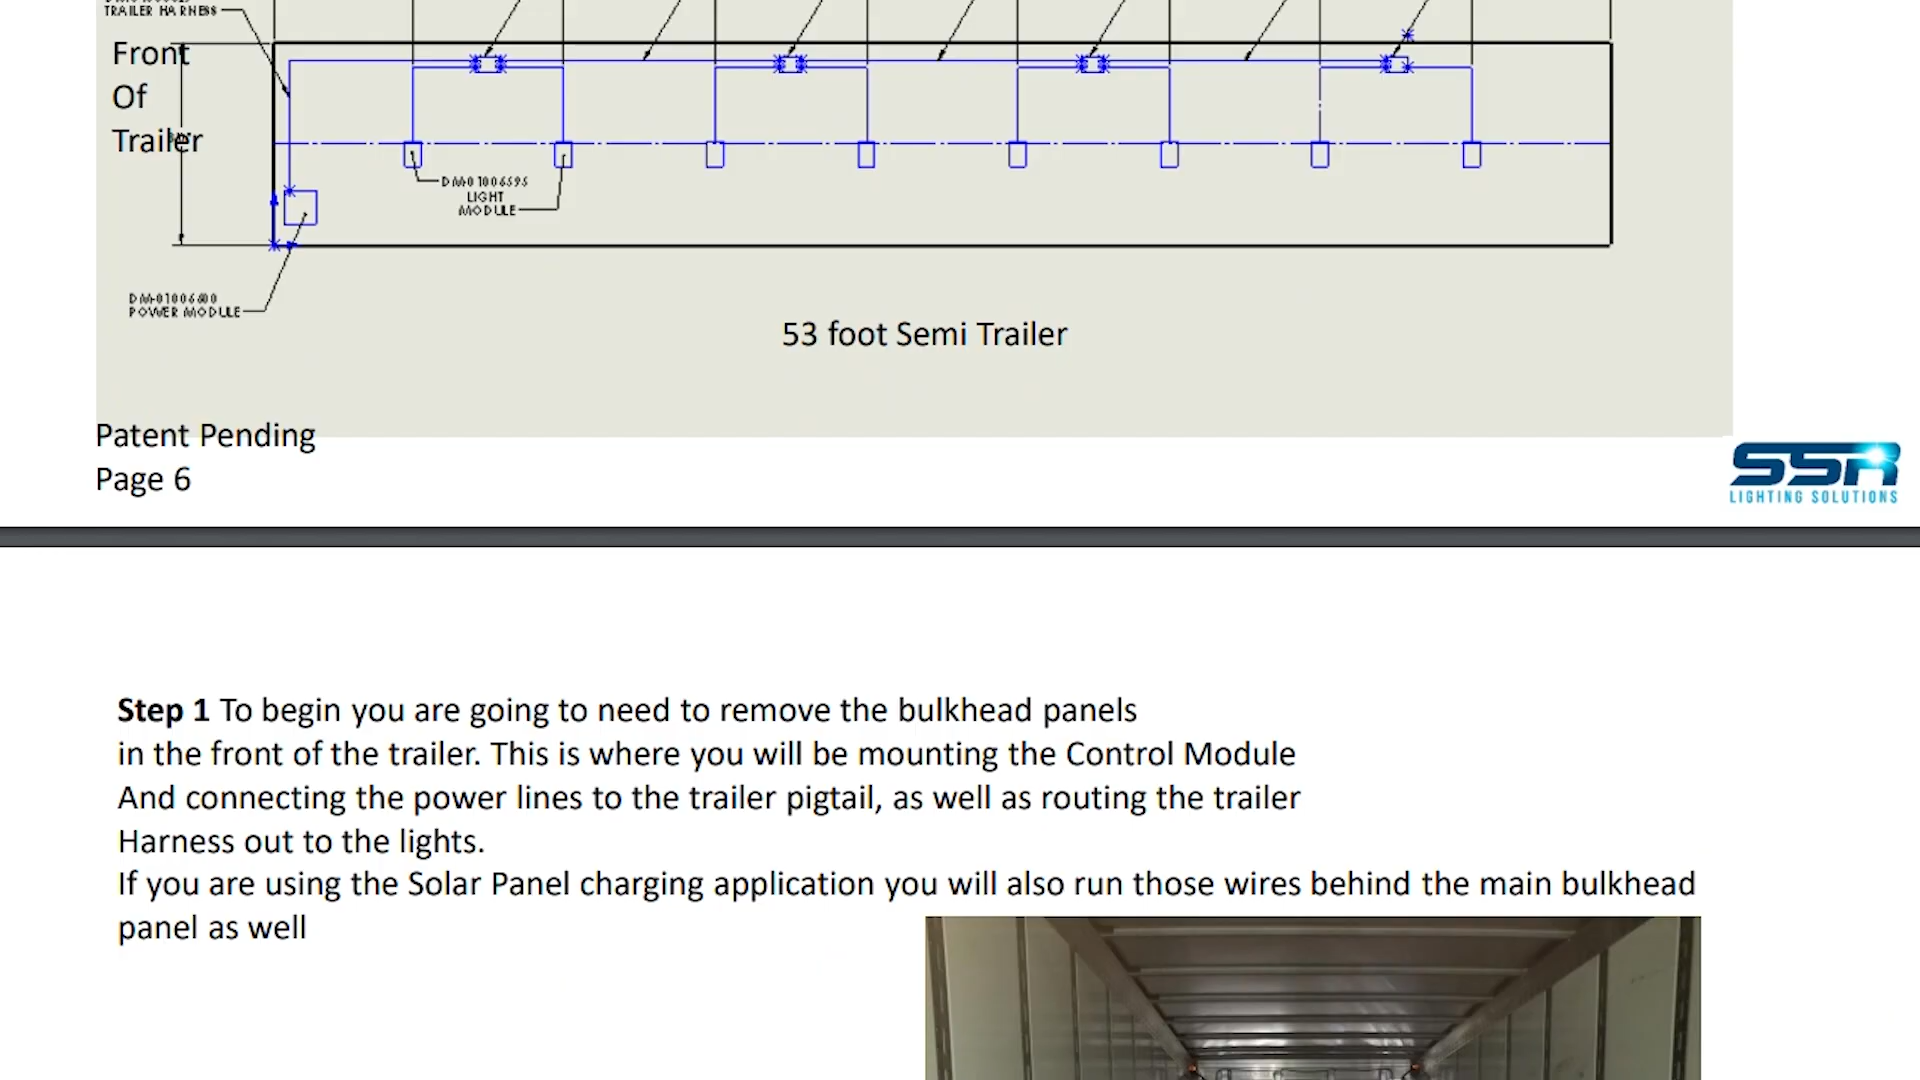 TRAILER HARNESS
Front
Of
Trailer
DM-01006595
LIGHT
MODULE
DM-01006600
POWER MODULE
53 foot Semi Trailer
Patent Pending
Page 6
SSR
LIGHTING SOLUTIONS
Step 1 To begin you are going to need to remove the bulkhead panels
in the front of the trailer. This is where you will be mounting the Control Module
And connecting the power lines to the trailer pigtail, as well as routing the trailer
Harness out to the lights.
If you are using the Solar Panel charging application you will also run those wires behind the main bulkhead
panel as well